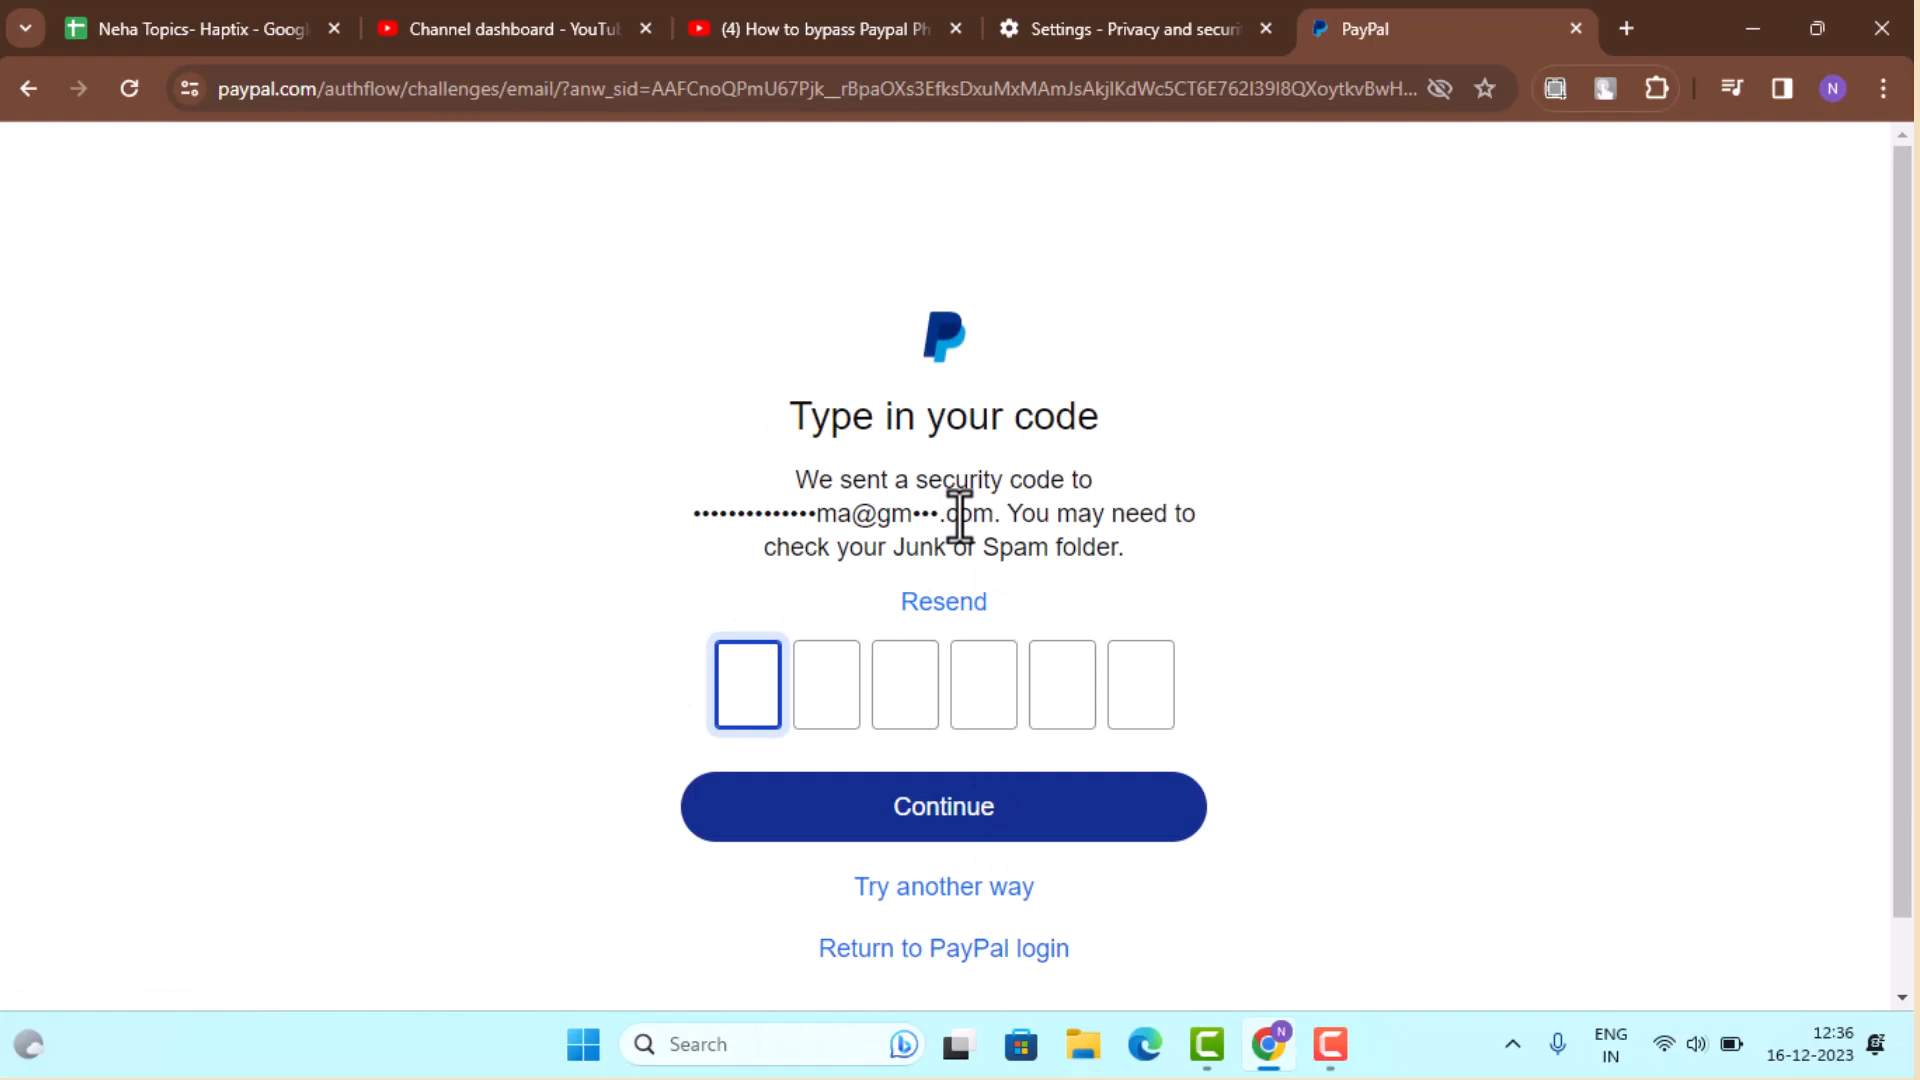 Neha Topics- Haptix - Goog
Channel dashboard - YouTu
(4) How to bypass Paypal Ph
Settings - Privacy and securi
PayPal
paypal.com/authflow/challenges/email/?anw_sid=AAFCnoQPmU67Pjk__rBpaOXs3EfksDxuMxMAmJsAkjlKdWc5CT6E762I39I8QXoytkvBwH...
N
Type in your code
We sent a security code to
••••••••••••••ma@gm•••.com. You may need to
check your Junk or Spam folder.
Resend
Continue
Try another way
Return to PayPal login
Search
N
ENG
IN
12:36
16-12-2023